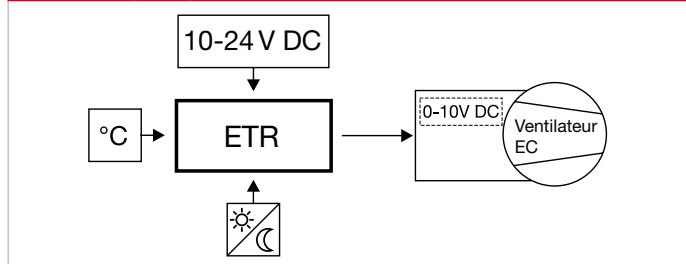 10-24 V DC
°C
ETR
0-10V DC
Ventilateur
EC